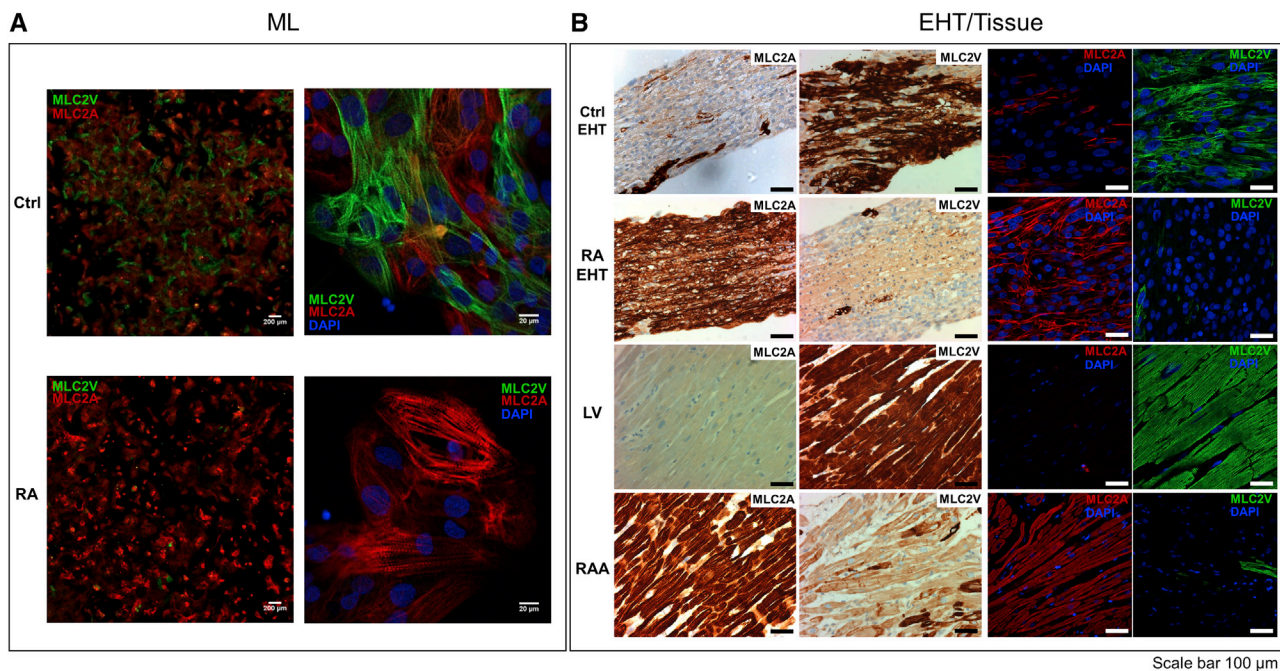 A
ML
B
EHT/Tissue
Ctrl
MLC2V
MLC2A
200 µm
MLC2V
MLC2A
DAPI
20 µm
RA
MLC2V
MLC2A
200 µm
MLC2V
MLC2A
DAPI
20 µm
Ctrl
EHT
MLC2A
MLC2V
MLC2A
DAPI
MLC2V
DAPI
RA
EHT
MLC2A
MLC2V
MLC2A
DAPI
MLC2V
DAPI
LV
MLC2A
MLC2V
MLC2A
DAPI
MLC2V
DAPI
RAA
MLC2A
MLC2V
MLC2A
DAPI
MLC2V
DAPI
Scale bar 100 µm